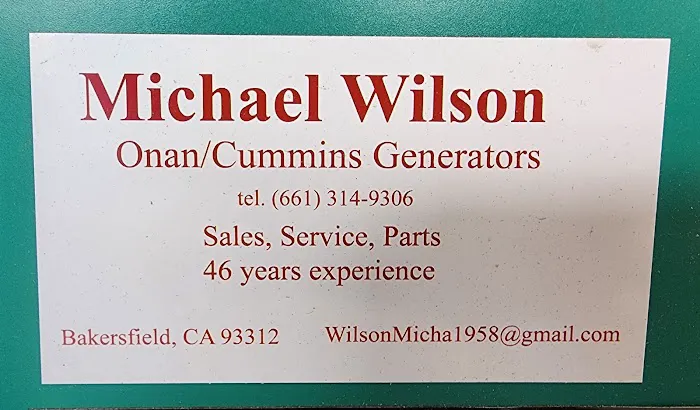 Michael Wilson
Onan/Cummins Generators
tel. (661) 314-9306
Sales, Service, Parts
46 years experience
Bakersfield, CA 93312 WilsonMicha1958@gmail.com